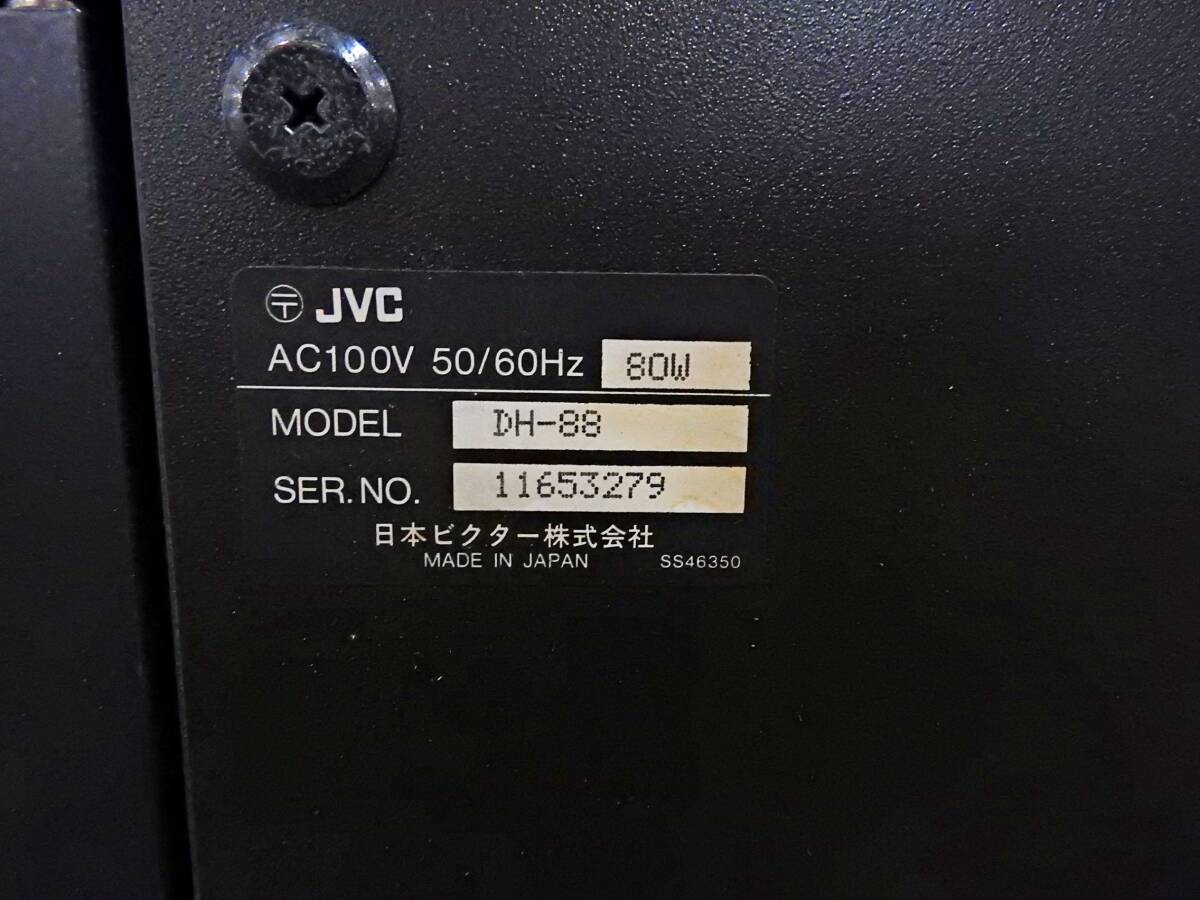 〒 JVC
AC100V 50/60Hz 80W
MODEL DH-88
SER. NO. 11653279
日本ビクター株式会社
MADE IN JAPAN SS46350